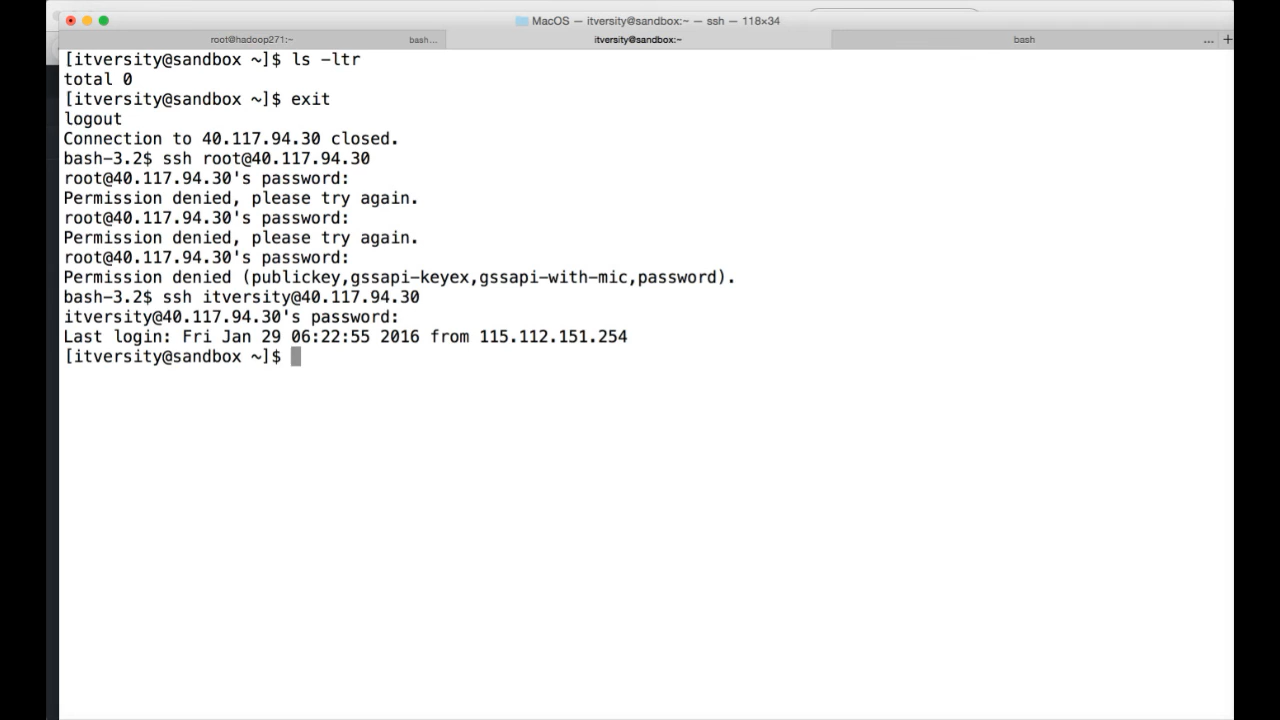 MacOS — itversity@sandbox:~ — ssh — 118×34
root@hadoop271:~ bash... itversity@sandbox:~ bash ... +
[itversity@sandbox ~]$ ls -ltr
total 0
[itversity@sandbox ~]$ exit
logout
Connection to 40.117.94.30 closed.
bash-3.2$ ssh root@40.117.94.30
root@40.117.94.30's password:
Permission denied, please try again.
root@40.117.94.30's password:
Permission denied, please try again.
root@40.117.94.30's password:
Permission denied (publickey,gssapi-keyex,gssapi-with-mic,password).
bash-3.2$ ssh itversity@40.117.94.30
itversity@40.117.94.30's password:
Last login: Fri Jan 29 06:22:55 2016 from 115.112.151.254
[itversity@sandbox ~]$